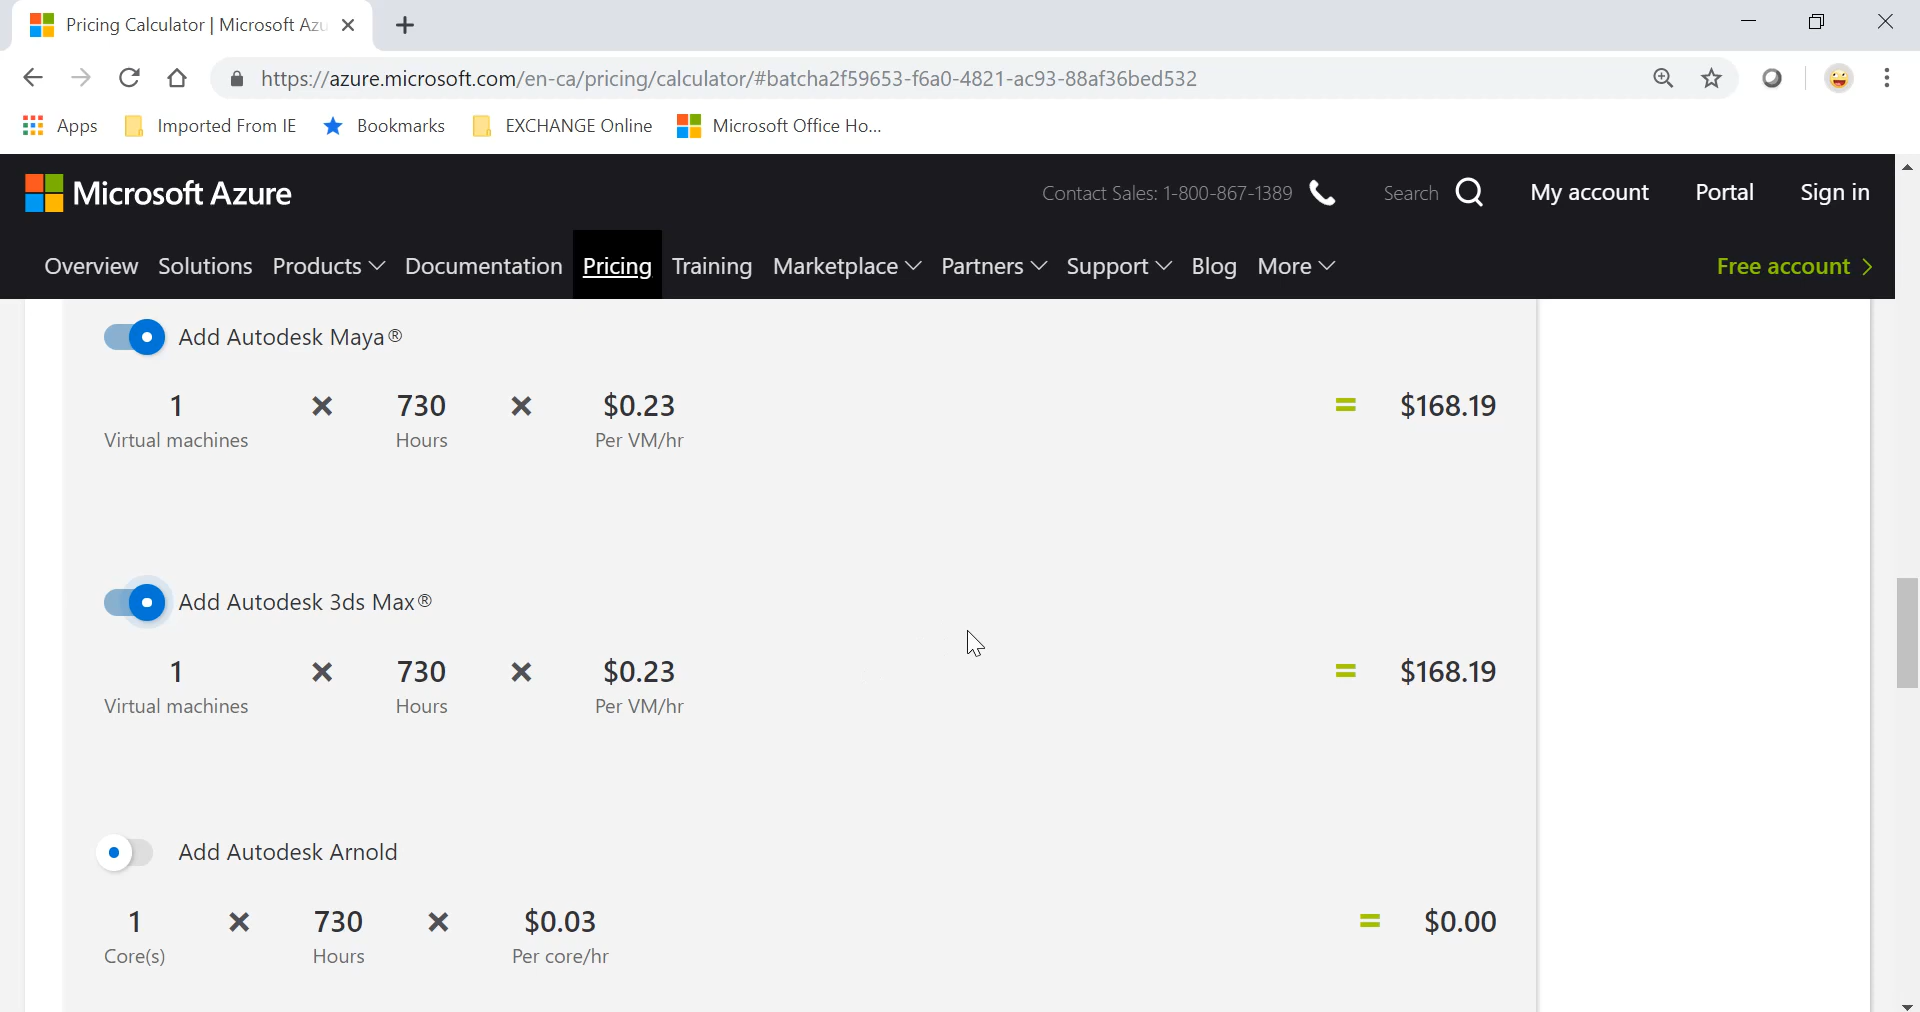 Pricing Calculator | Microsoft Azu
https://azure.microsoft.com/en-ca/pricing/calculator/#batcha2f59653-f6a0-4821-ac93-88af36bed532
Apps Imported From IE Bookmarks EXCHANGE Online Microsoft Office Ho...
Microsoft Azure Contact Sales: 1-800-867-1389 Search My account Portal Sign in
Overview Solutions Products Documentation Pricing Training Marketplace Partners Support Blog More Free account >
Add Autodesk Maya®
1 × 730 × $0.23 = $168.19
Virtual machines Hours Per VM/hr
Add Autodesk 3ds Max®
1 × 730 × $0.23 = $168.19
Virtual machines Hours Per VM/hr
Add Autodesk Arnold
1 × 730 × $0.03 = $0.00
Core(s) Hours Per core/hr